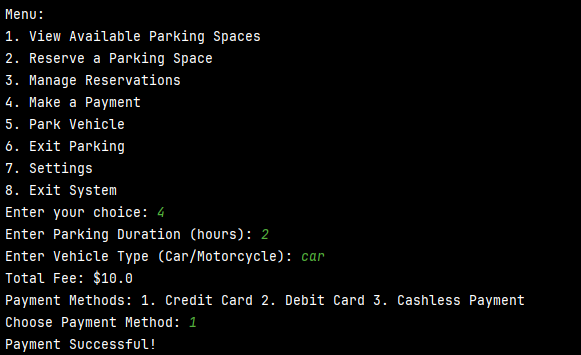 Menu:
1. View Available Parking Spaces
2. Reserve a Parking Space
3. Manage Reservations
4. Make a Payment
5. Park Vehicle
6. Exit Parking
7. Settings
8. Exit System
Enter your choice: 4
Enter Parking Duration (hours): 2
Enter Vehicle Type (Car/Motorcycle): car
Total Fee: $10.0
Payment Methods: 1. Credit Card 2. Debit Card 3. Cashless Payment
Choose Payment Method: 1
Payment Successful!